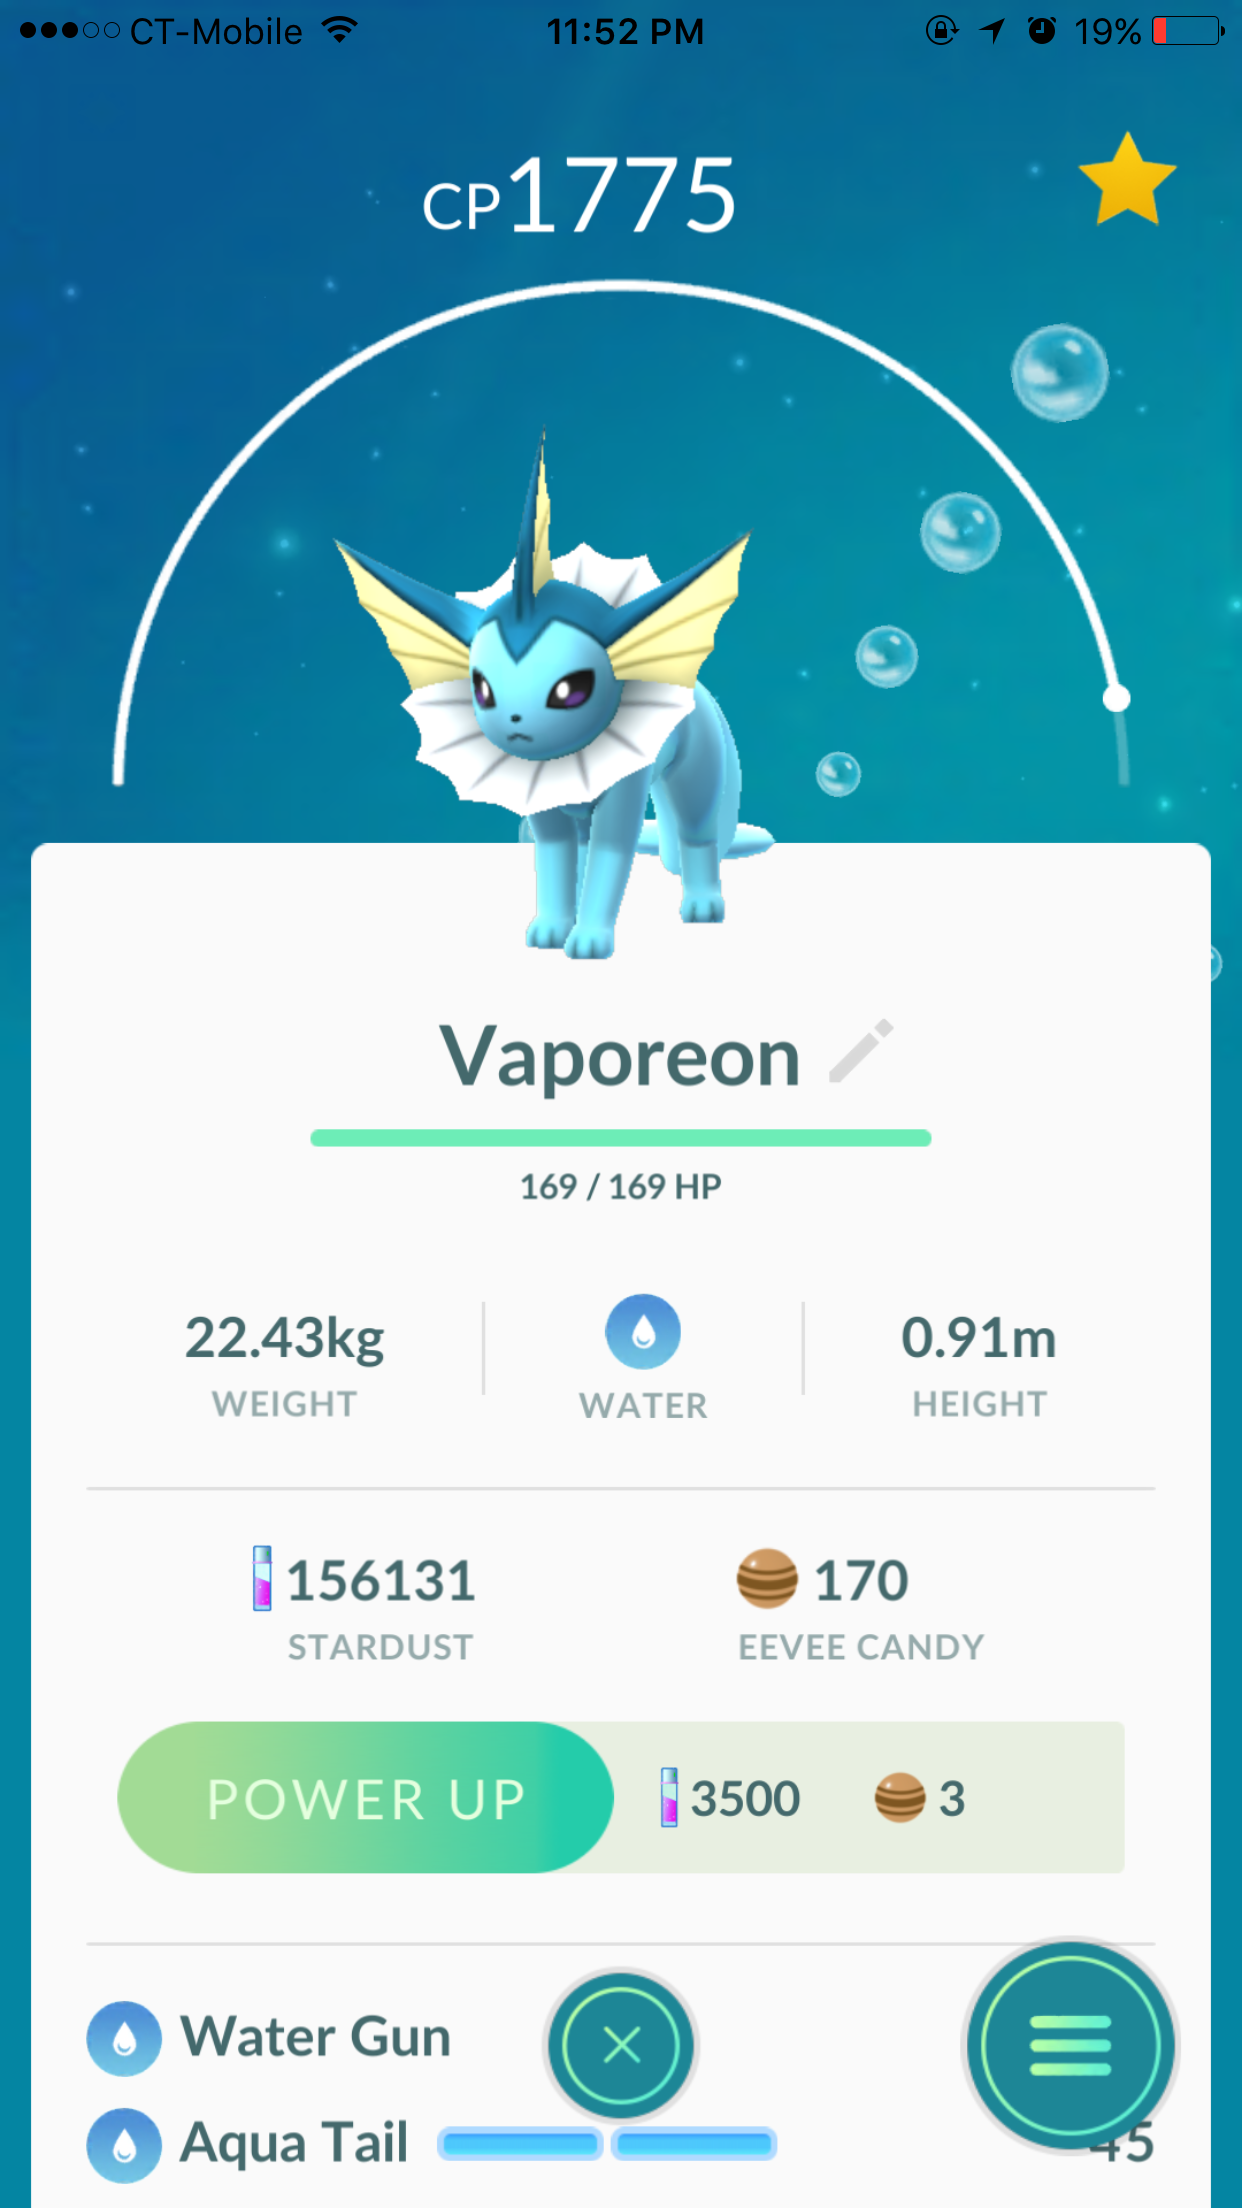 CT-Mobile 11:52 PM 19%
CP1775
Vaporeon
169 / 169 HP
22.43kg
WEIGHT
WATER
0.91m
HEIGHT
156131
STARDUST
170
EEVEE CANDY
POWER UP 3500 3
Water Gun
Aqua Tail 45